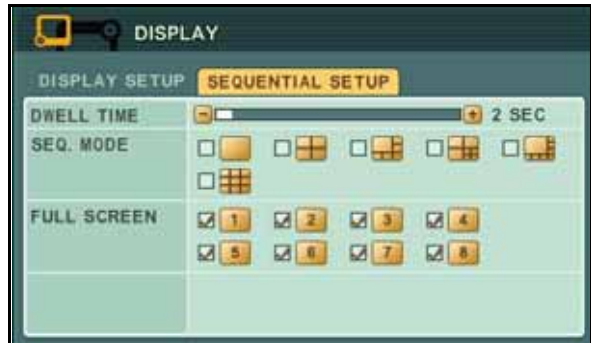 DISPLAY
DISPLAY SETUP SEQUENTIAL SETUP
DWELL TIME - + 2 SEC
SEQ. MODE
FULL SCREEN 1 2 3 4
5 6 7 8